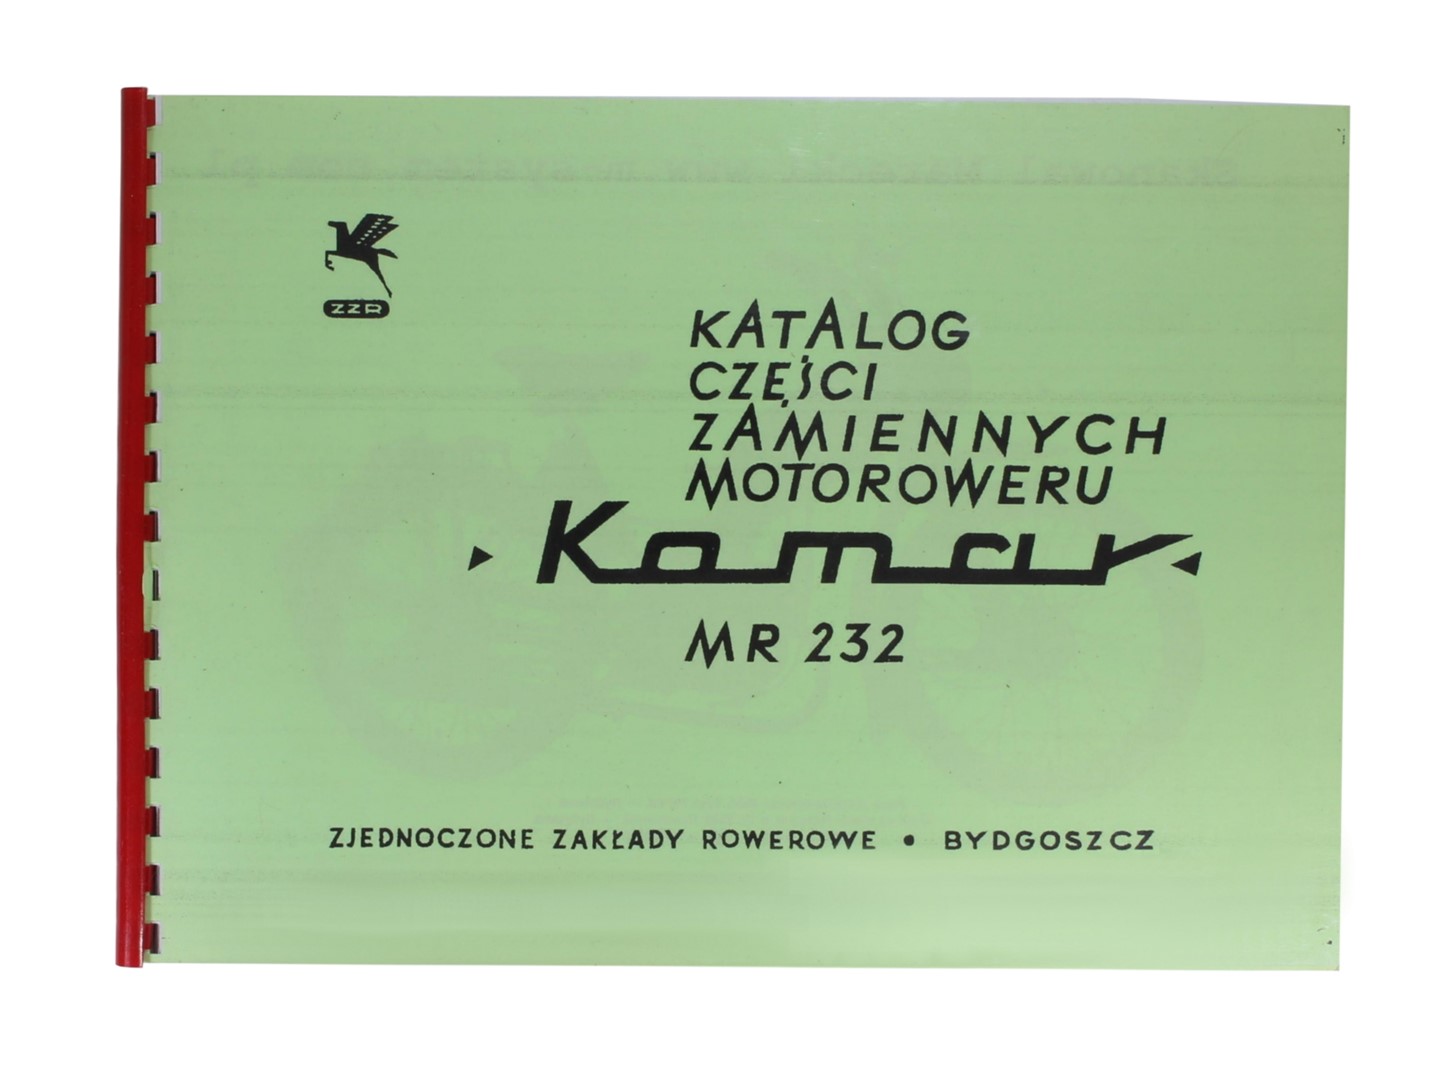 ZZR
KATALOG
CZĘŚCI
ZAMIENNYCH
MOTOROWERU
Komar
MR 232
ZJEDNOCZONE ZAKŁADY ROWEROWE • BYDGOSZCZ